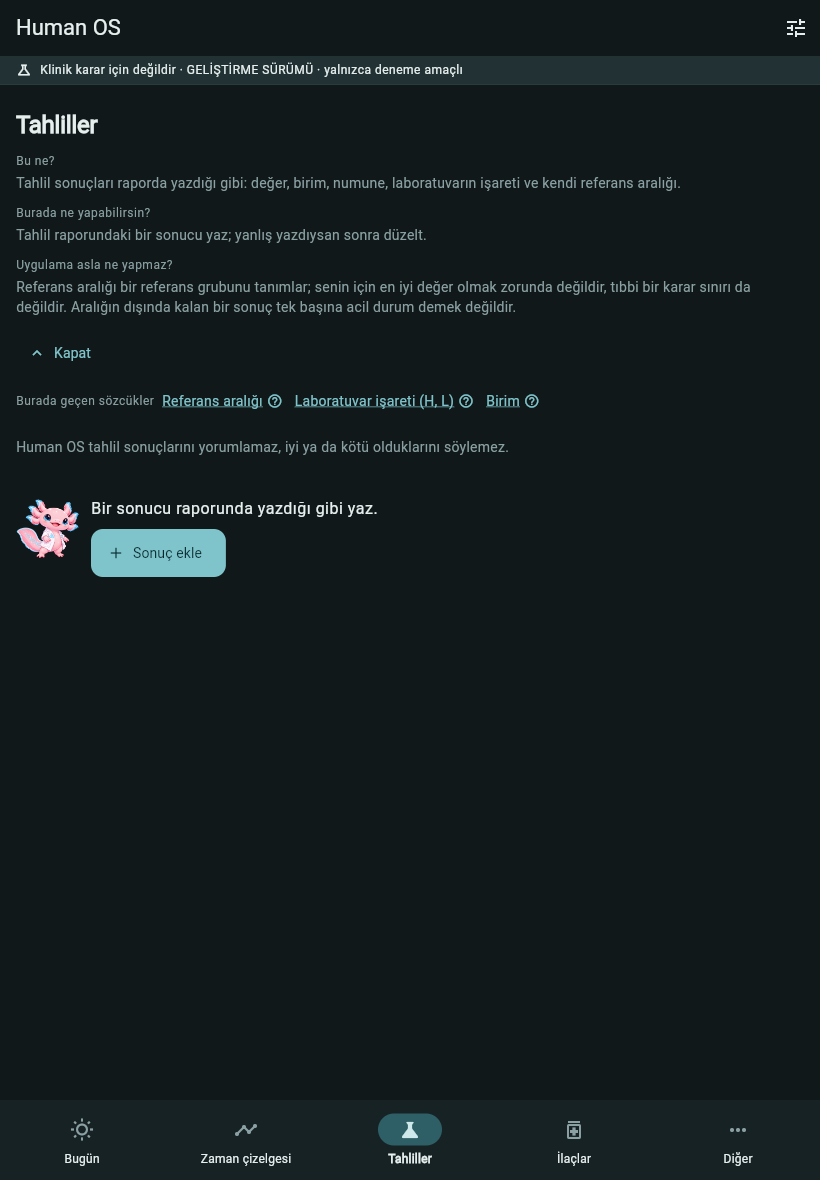 Human OS
Klinik karar için değildir · GELİŞTİRME SÜRÜMÜ · yalnızca deneme amaçlı
Tahliller
Bu ne?
Tahlil sonuçları raporda yazdığı gibi: değer, birim, numune, laboratuvarın işareti ve kendi referans aralığı.
Burada ne yapabilirsin?
Tahlil raporundaki bir sonucu yaz; yanlış yazdıysan sonra düzelt.
Uygulama asla ne yapmaz?
Referans aralığı bir referans grubunu tanımlar; senin için en iyi değer olmak zorunda değildir, tıbbi bir karar sınırı da
değildir. Aralığın dışında kalan bir sonuç tek başına acil durum demek değildir.
Kapat
Burada geçen sözcükler Referans aralığı Laboratuvar işareti (H, L) Birim
Human OS tahlil sonuçlarını yorumlamaz, iyi ya da kötü olduklarını söylemez.
Bir sonucu raporunda yazdığı gibi yaz.
+ Sonuç ekle
Bugün Zaman çizelgesi Tahliller İlaçlar Diğer